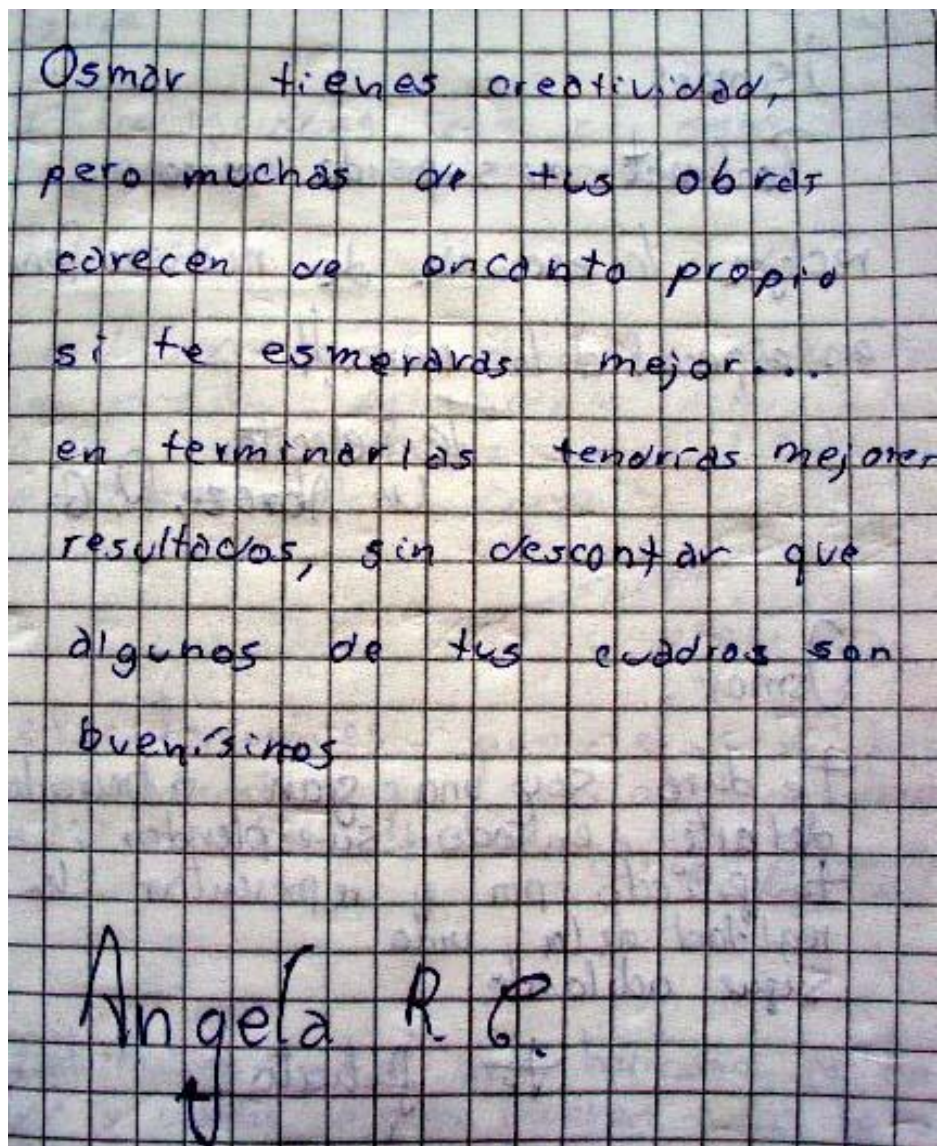 Osmar tienes creatividad,
pero muchas de tus obras
carecen de encanto propio
si te esmeraras mejor...
en terminarlas tendrias mejores
resultados, sin descontar que
algunos de tus cuadros son
buenísimos
Angela R. C.